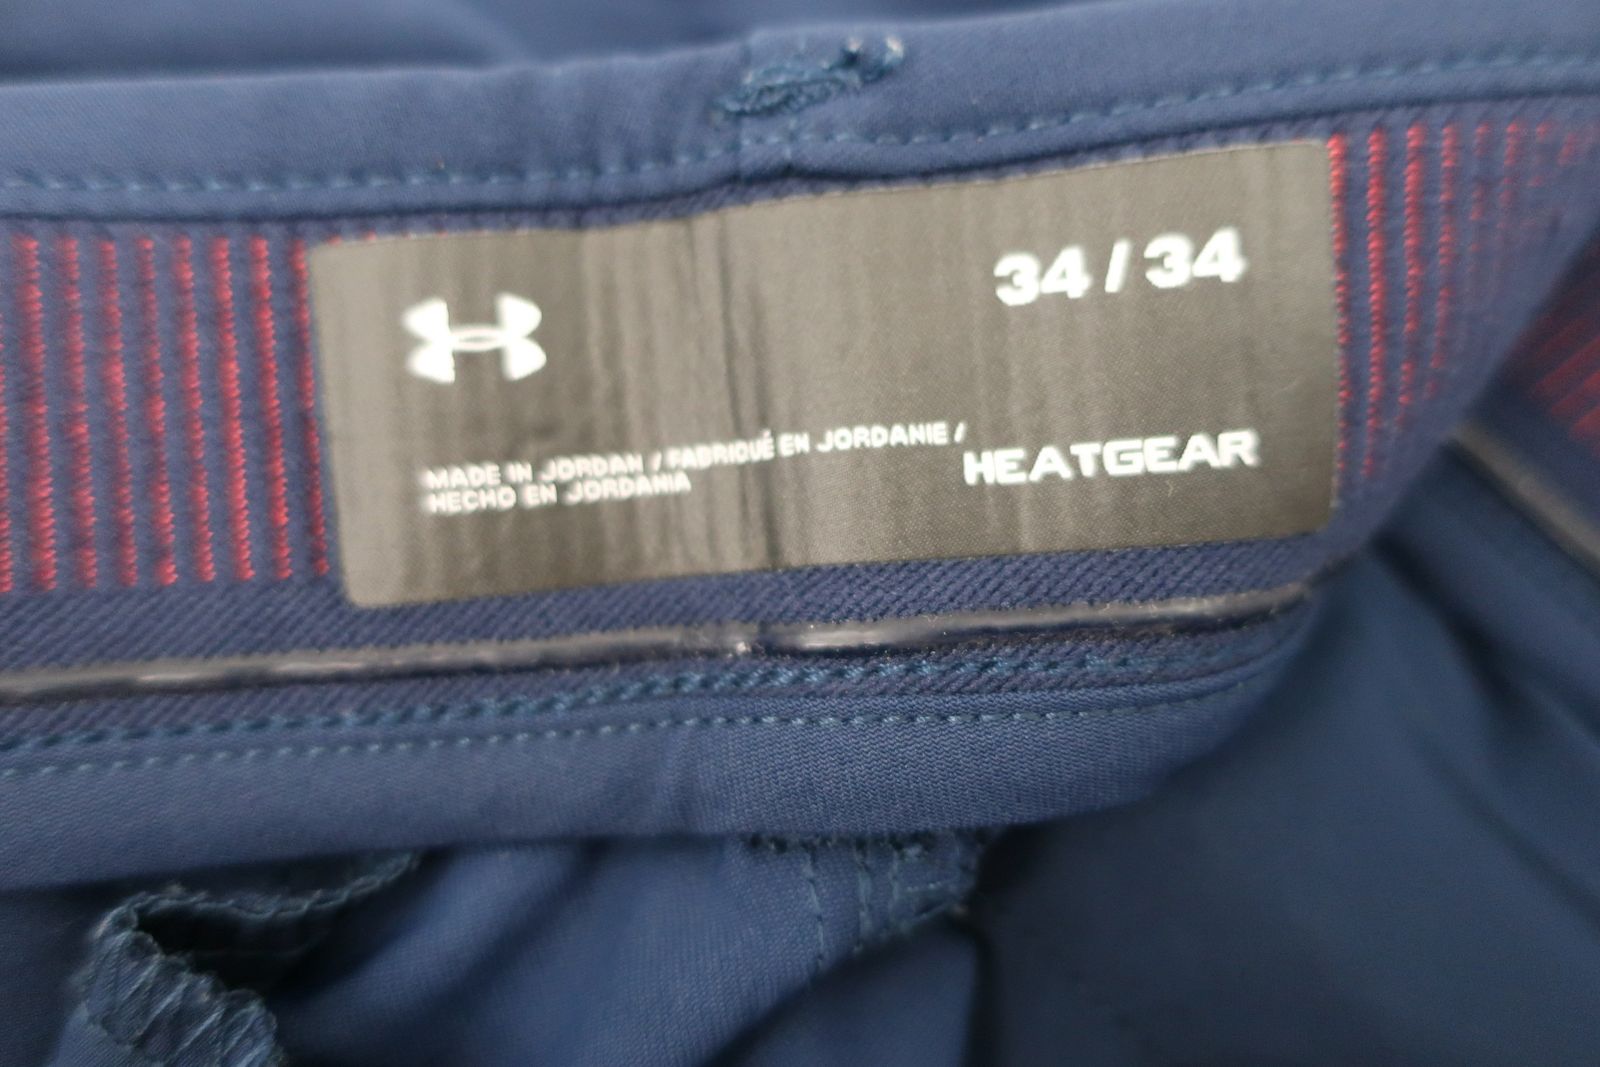 34 / 34
MADE IN JORDAN / FABRIQUÉ EN JORDANIE /
HECHO EN JORDANIA
HEATGEAR